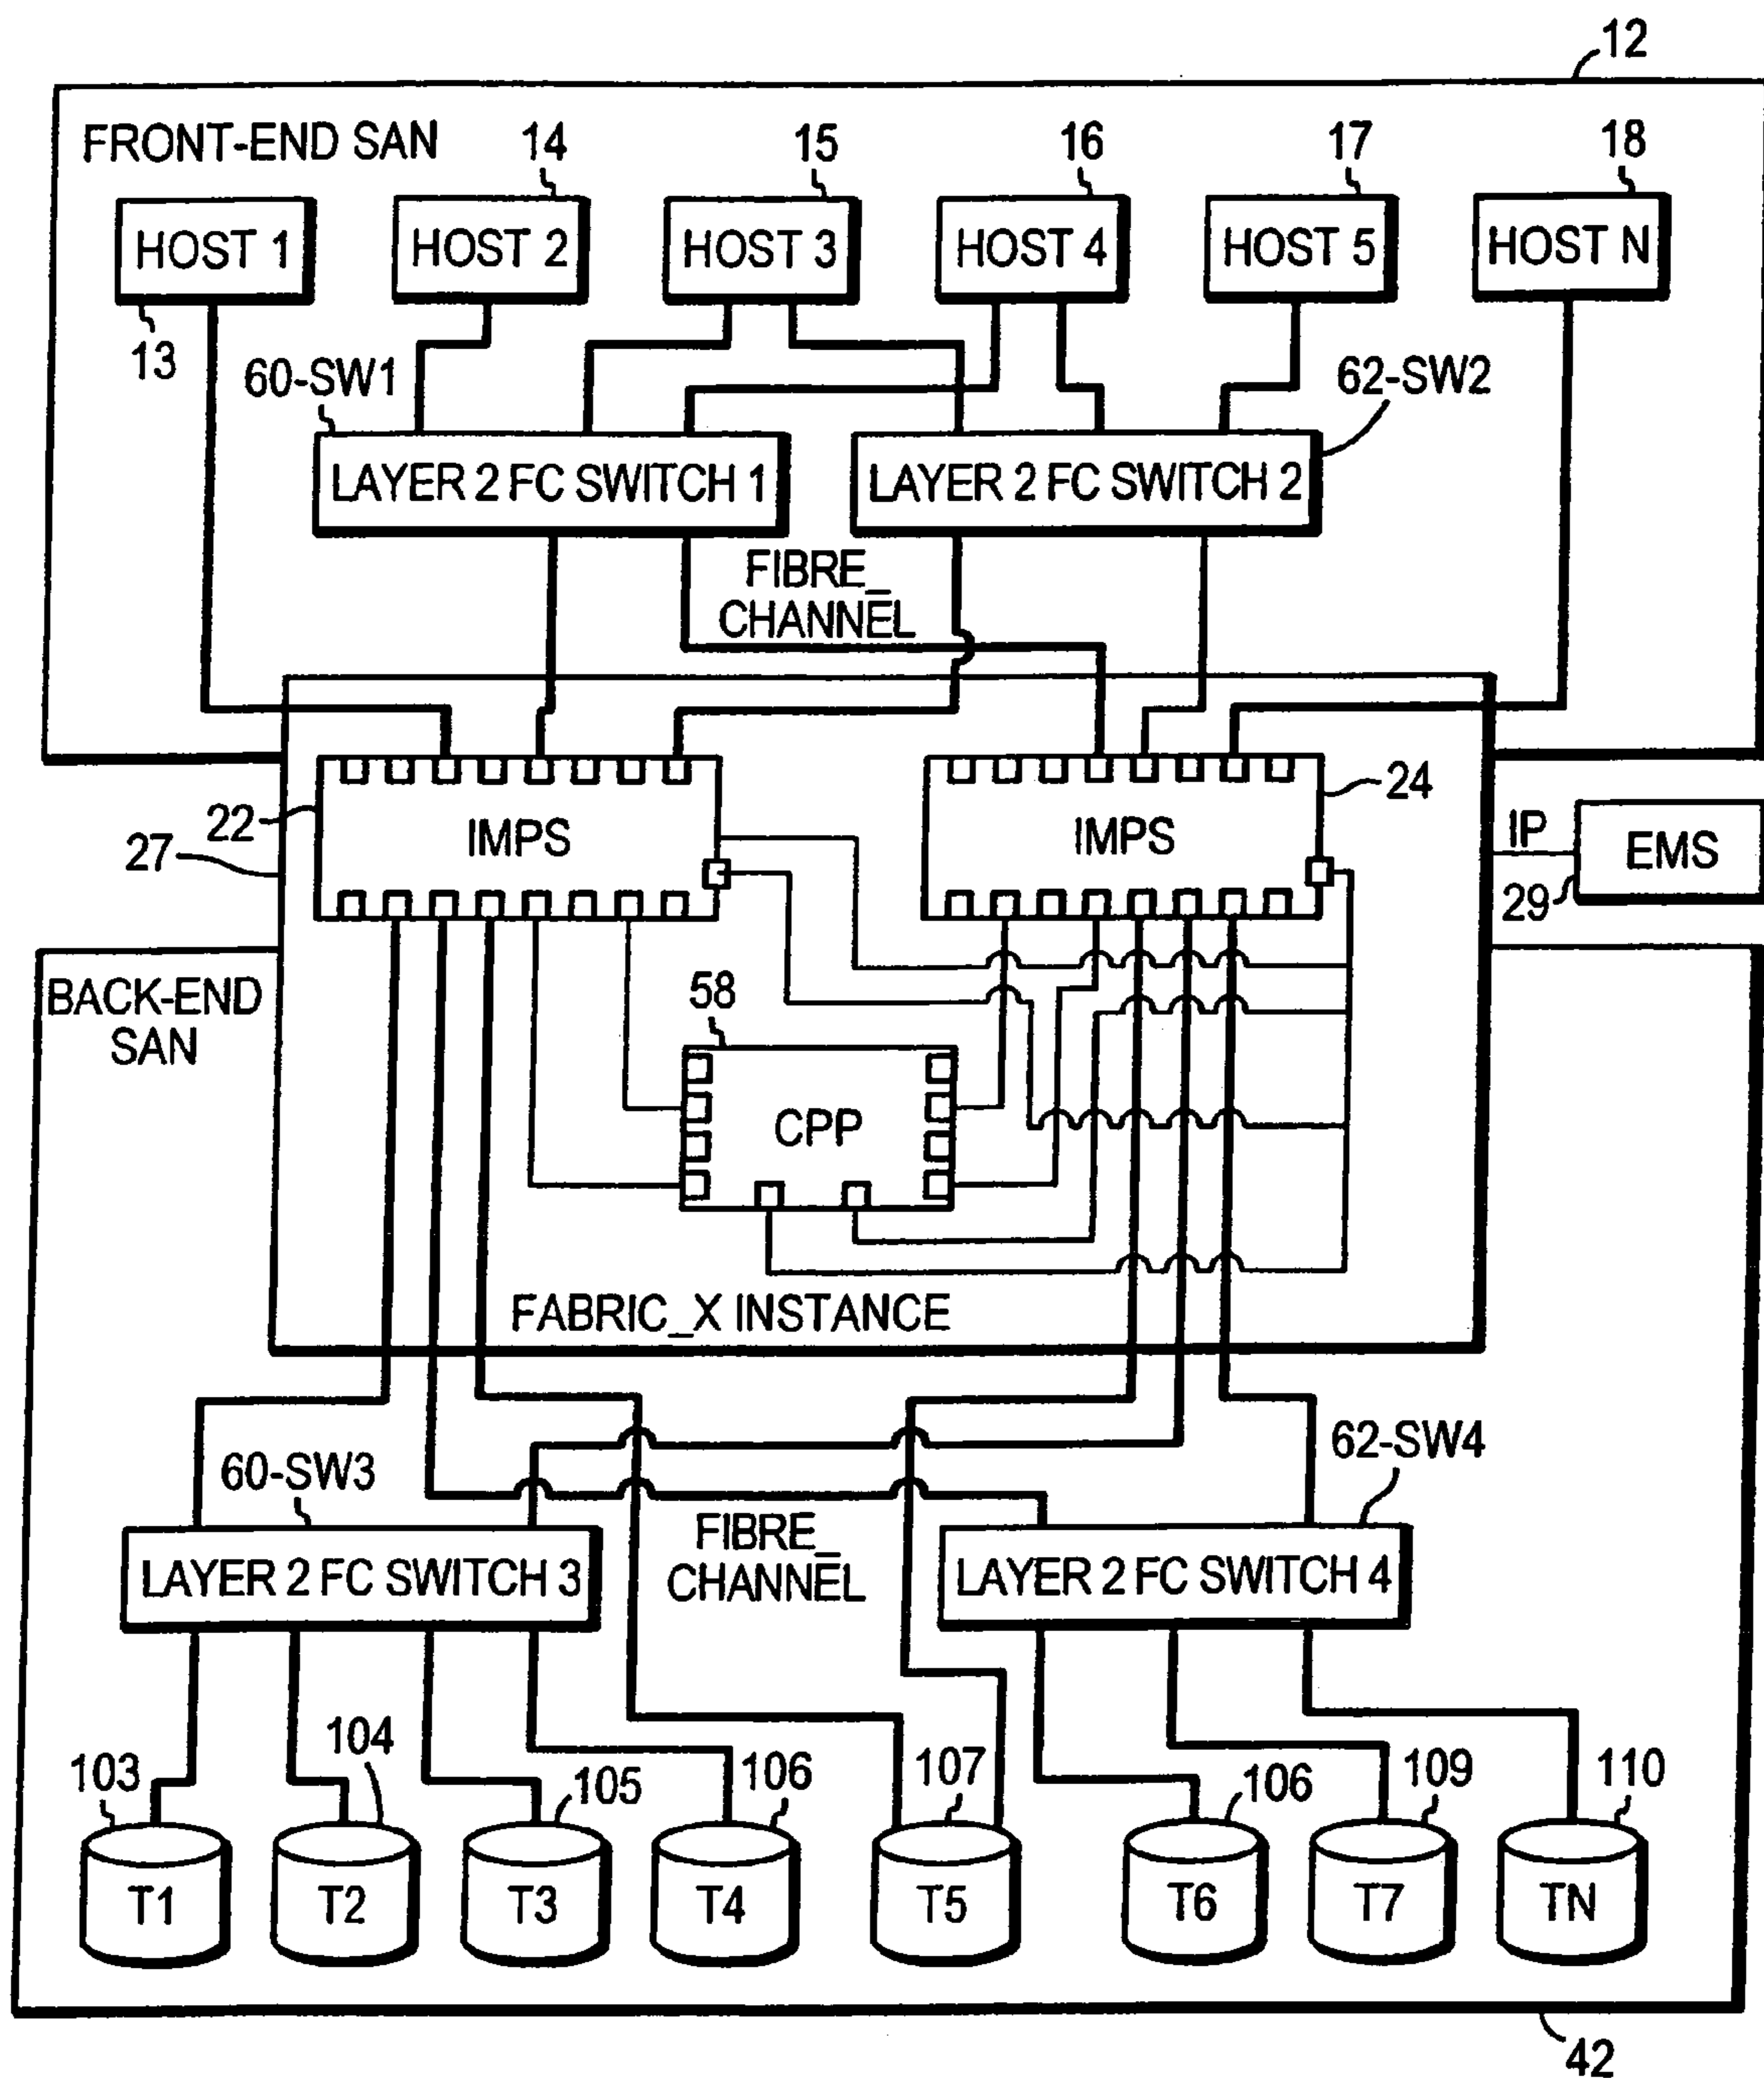 12
FRONT-END SAN
14
15
16
17
18
HOST 1
HOST 2
HOST 3
HOST 4
HOST 5
HOST N
13
60-SW1
62-SW2
LAYER 2 FC SWITCH 1
LAYER 2 FC SWITCH 2
FIBRE_
CHANNEL
22
IMPS
IMPS
24
27
IP
EMS
29
BACK-END
SAN
58
CPP
FABRIC_X INSTANCE
60-SW3
62-SW4
LAYER 2 FC SWITCH 3
FIBRE_
CHANNEL
LAYER 2 FC SWITCH 4
103
104
105
106
107
106
109
110
T1
T2
T3
T4
T5
T6
T7
TN
42